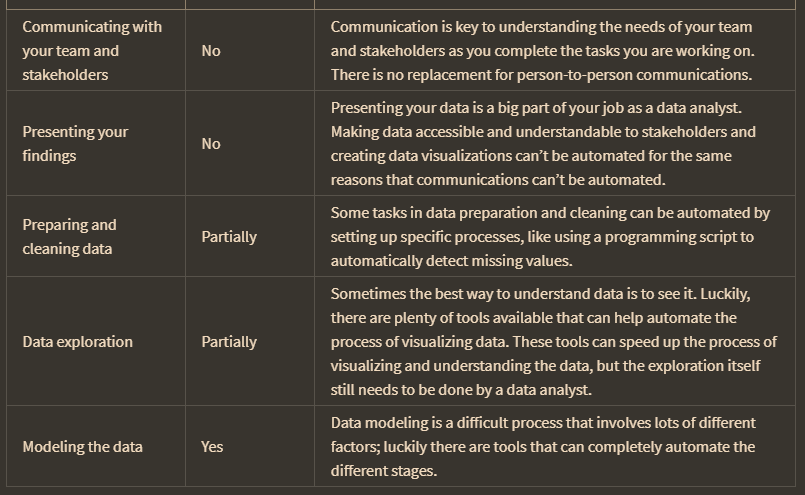 Communicating with
your team and
stakeholders
No
Communication is key to understanding the needs of your team
and stakeholders as you complete the tasks you are working on.
There is no replacement for person-to-person communications.
Presenting your
findings
No
Presenting your data is a big part of your job as a data analyst.
Making data accessible and understandable to stakeholders and
creating data visualizations can’t be automated for the same
reasons that communications can’t be automated.
Preparing and
cleaning data
Partially
Some tasks in data preparation and cleaning can be automated by
setting up specific processes, like using a programming script to
automatically detect missing values.
Data exploration
Partially
Sometimes the best way to understand data is to see it. Luckily,
there are plenty of tools available that can help automate the
process of visualizing data. These tools can speed up the process of
visualizing and understanding the data, but the exploration itself
still needs to be done by a data analyst.
Modeling the data
Yes
Data modeling is a difficult process that involves lots of different
factors; luckily there are tools that can completely automate the
different stages.